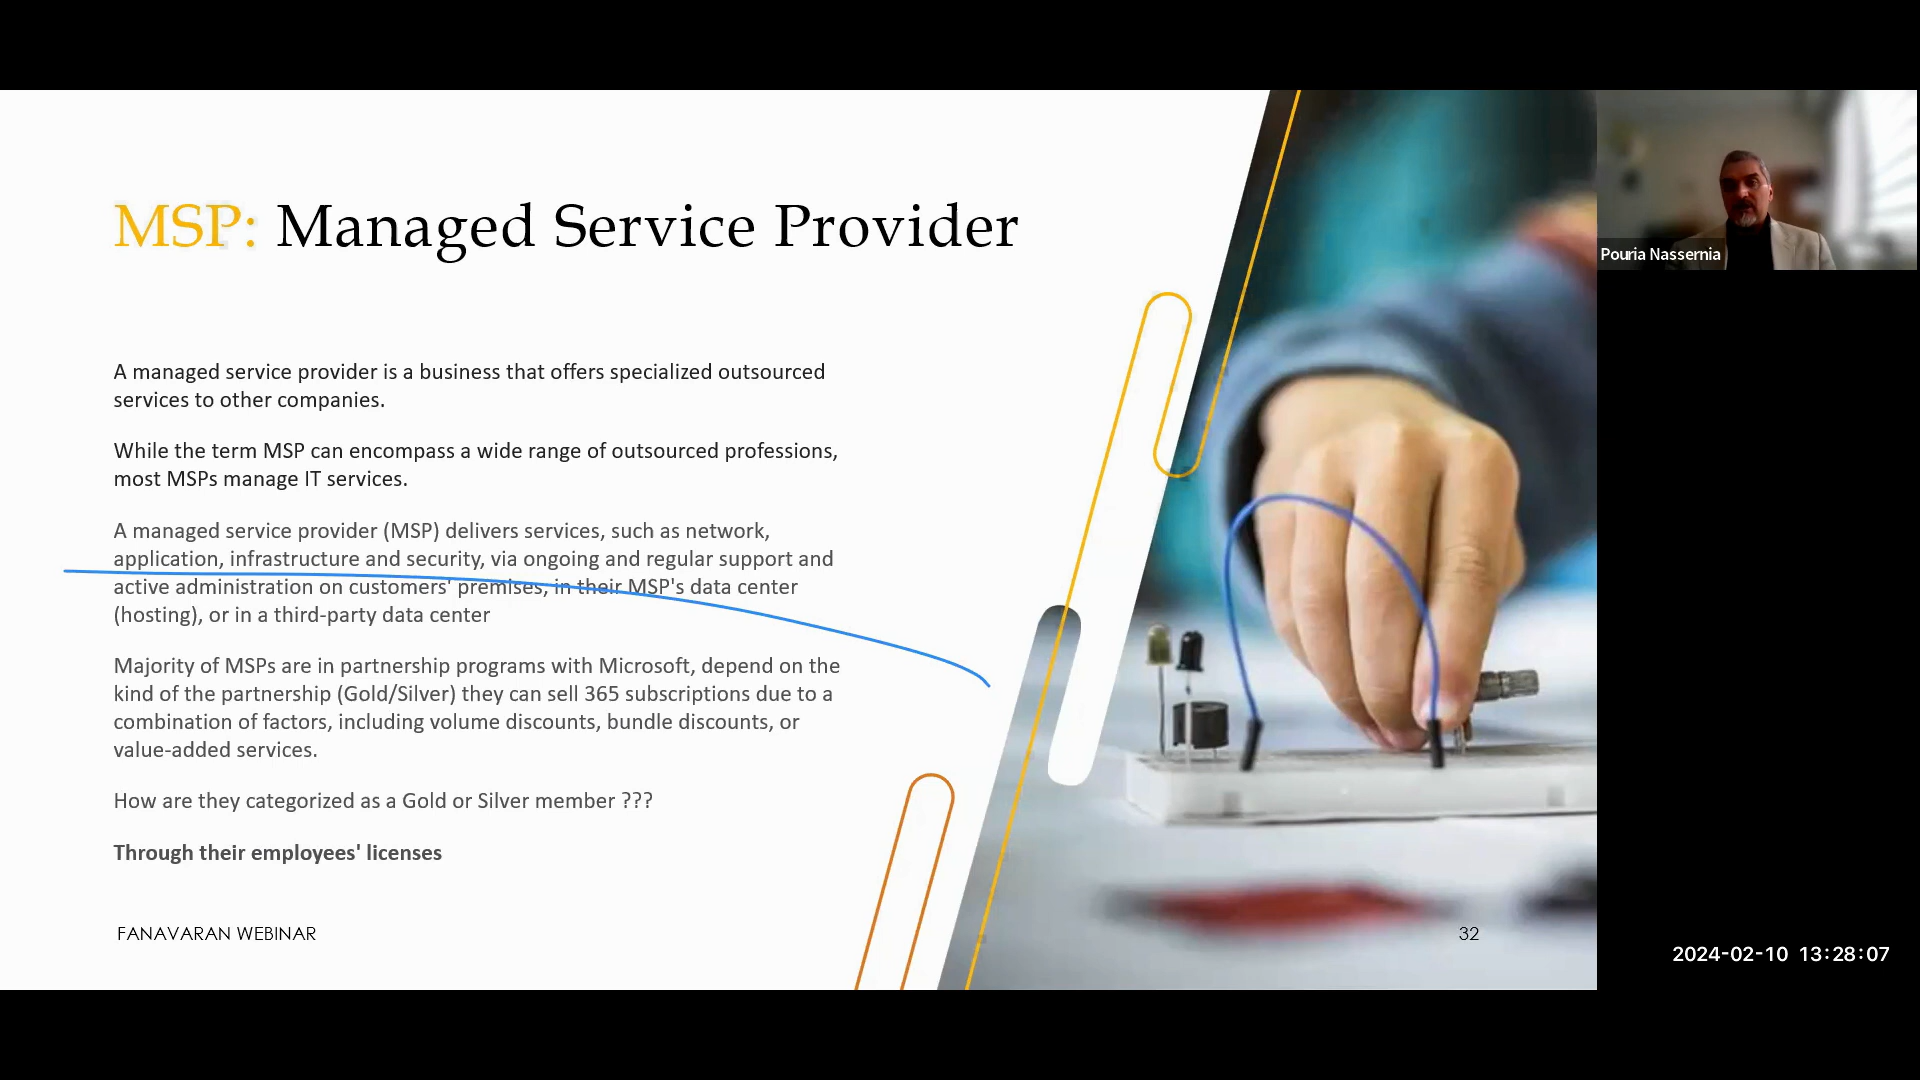 MSP: Managed Service Provider
A managed service provider is a business that offers specialized outsourced
services to other companies.
While the term MSP can encompass a wide range of outsourced professions,
most MSPs manage IT services.
A managed service provider (MSP) delivers services, such as network,
application, infrastructure and security, via ongoing and regular support and
active administration on customers' premises, in their MSP's data center
(hosting), or in a third-party data center
Majority of MSPs are in partnership programs with Microsoft, depend on the
kind of the partnership (Gold/Silver) they can sell 365 subscriptions due to a
combination of factors, including volume discounts, bundle discounts, or
value-added services.
How are they categorized as a Gold or Silver member ???
Through their employees' licenses
FANAVARAN WEBINAR
32
Pouria Nassernia
2024-02-10 13:28:07